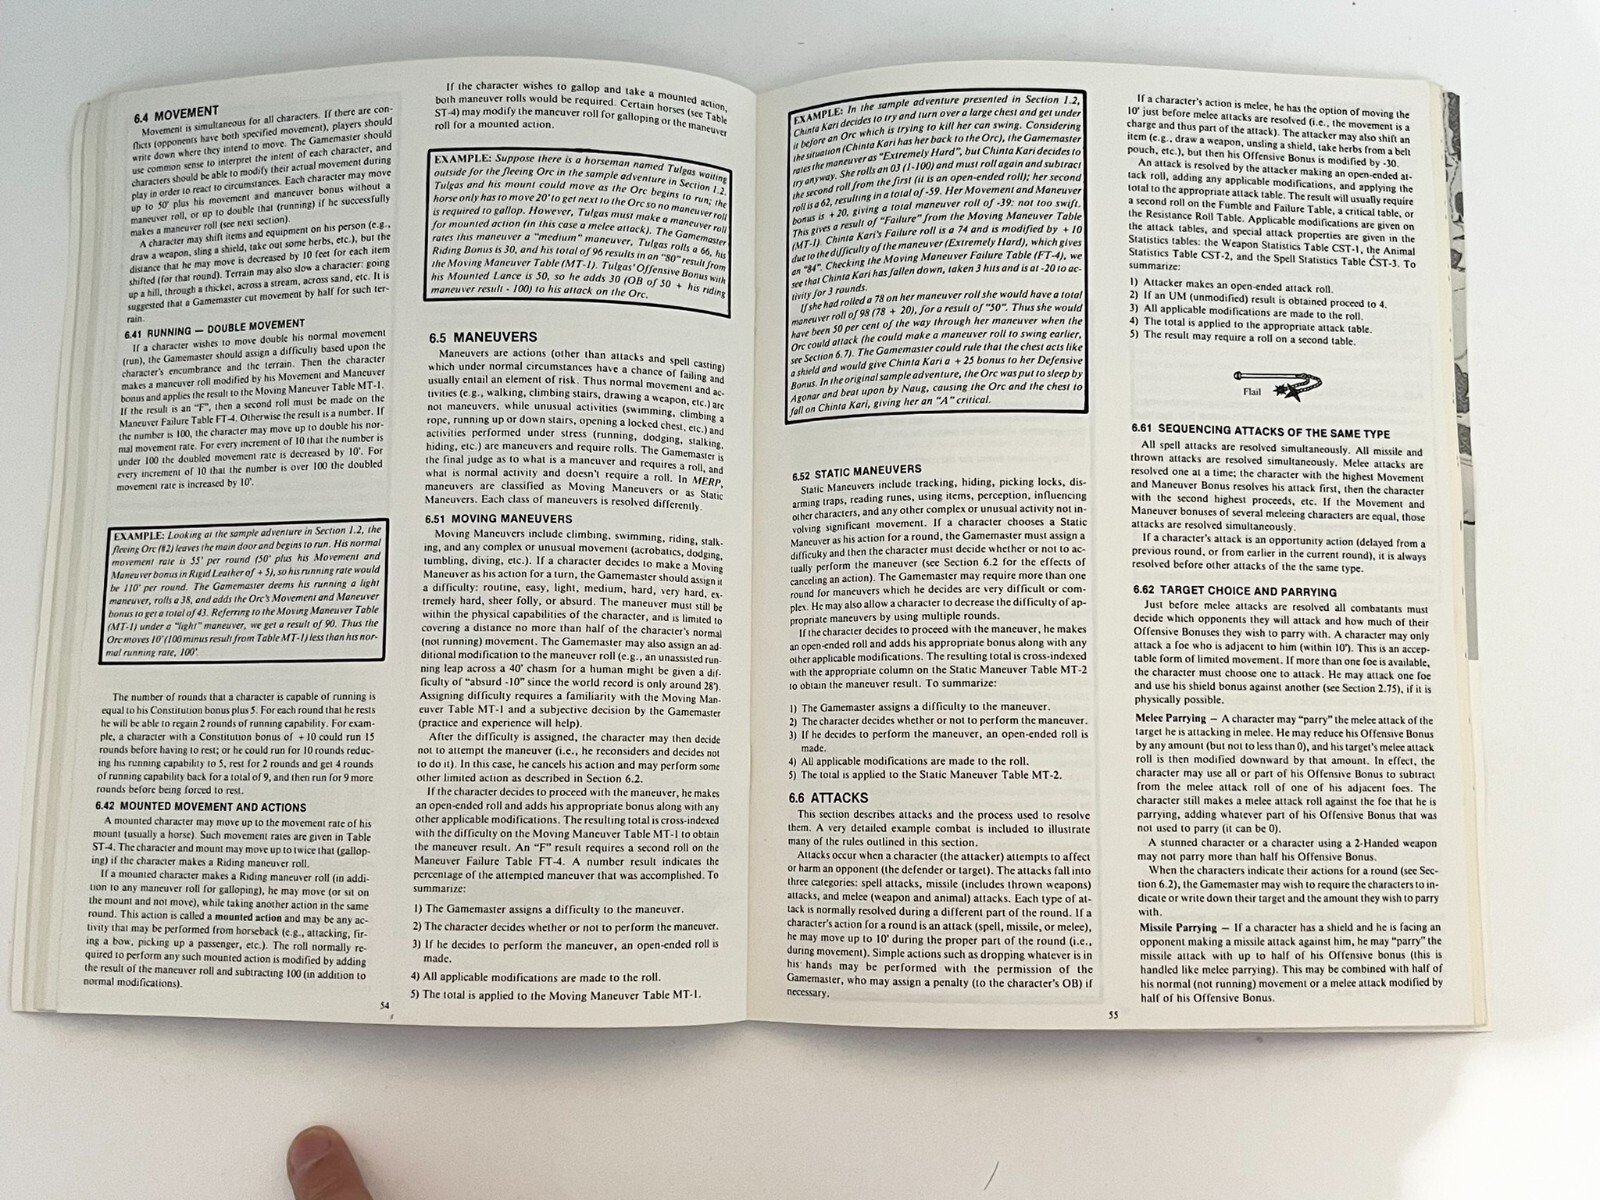 6.4 MOVEMENT
Movement is simultaneous for all characters. If there are con-
flicts (opponents have both specified movement), players should
write down where they intend to move. The Gamemaster should
use common sense to interpret the intent of each character, and
characters should be able to modify their actual movement during
play in order to react to circumstances. Each character may move
up to 50' plus his movement and maneuver bonus without a
maneuver roll, or up to double that (running) if he successfully
makes a maneuver roll (see next section).
A character may shift items and equipment on his person (e.g.,
draw a weapon, sling a shield, take out some herbs, etc.), but the
distance that he may move is decreased by 10 feet for each item
shifted (for that round). Terrain may also slow a character: going
up a hill, through a thicket, across a stream, across sand, etc. It is
suggested that a Gamemaster cut movement by half for such ter-
rain.
6.41 RUNNING — DOUBLE MOVEMENT
If a character wishes to move double his normal movement
(run), the Gamemaster should assign a difficulty based upon the
character's encumbrance and the terrain. Then the character
makes a maneuver roll modified by his Movement and Maneuver
bonus and applies the result to the Moving Maneuver Table MT-1.
If the result is an "F", then a second roll must be made on the
Maneuver Failure Table FT-4. Otherwise the result is a number. If
the number is 100, the character may move up to double his nor-
mal movement rate. For every increment of 10 that the number is
under 100 the doubled movement rate is decreased by 10'. For
every increment of 10 that the number is over 100 the doubled
movement rate is increased by 10'.
EXAMPLE: Looking at the sample adventure in Section 1.2, the
fleeing Orc (#2) leaves the main door and begins to run. His normal
movement rate is 55' per round (50' plus his Movement and
Maneuver bonus in Rigid Leather of +5), so his running rate would
be 110' per round. The Gamemaster deems his running a light
maneuver, rolls a 38, and adds the Orc's Movement and Maneuver
bonus to get a total of 43. Referring to the Moving Maneuver Table
(MT-1) under a "light" maneuver, we get a result of 90. Thus the
Orc moves 10' (100 minus result from Table MT-1) less than his nor-
mal running rate, 100'.
The number of rounds that a character is capable of running is
equal to his Constitution bonus plus 5. For each round that he rests
he will be able to regain 2 rounds of running capability. For exam-
ple, a character with a Constitution bonus of +10 could run 15
rounds before having to rest; or he could run for 10 rounds reduc-
ing his running capability to 5, rest for 2 rounds and get 4 rounds
of running capability back for a total of 9, and then run for 9 more
rounds before being forced to rest.
6.42 MOUNTED MOVEMENT AND ACTIONS
A mounted character may move up to the movement rate of his
mount (usually a horse). Such movement rates are given in Table
ST-4. The character and mount may move up to twice that (gallop-
ing) if the character makes a Riding maneuver roll.
If a mounted character makes a Riding maneuver roll (in addi-
tion to any maneuver roll for galloping), he may move (or sit on
the mount and not move), while taking another action in the same
round. This action is called a mounted action and may be any ac-
tivity that may be performed from horseback (e.g., attacking, fir-
ing a bow, picking up a passenger, etc.). The roll normally re-
quired to perform any such mounted action is modified by adding
the result of the maneuver roll and subtracting 100 (in addition to
normal modifications).
54
If the character wishes to gallop and take a mounted action,
both maneuver rolls would be required. Certain horses (see Table
ST-4) may modify the maneuver roll for galloping or the maneuver
roll for a mounted action.
EXAMPLE: Suppose there is a horseman named Tulgas waiting
outside for the fleeing Orc in the sample adventure in Section 1.2.
Tulgas and his mount could move as the Orc begins to run; the
horse only has to move 20' to get next to the Orc so no maneuver roll
is required to gallop. However, Tulgas must make a maneuver roll
for mounted action (in this case a melee attack). The Gamemaster
rates this maneuver a "medium" maneuver, Tulgas rolls a 66, his
Riding Bonus is 30, and his total of 96 results in an "80" result from
the Moving Maneuver Table (MT-1). Tulgas' Offensive Bonus with
his Mounted Lance is 50, so he adds 30 (OB of 50 + his riding
maneuver result - 100) to his attack on the Orc.
6.5 MANEUVERS
Maneuvers are actions (other than attacks and spell casting)
which under normal circumstances have a chance of failing and
usually entail an element of risk. Thus normal movement and ac-
tivities (e.g., walking, climbing stairs, drawing a weapon, etc.) are
not maneuvers, while unusual activities (swimming, climbing a
rope, running up or down stairs, opening a locked chest, etc.) and
activities performed under stress (running, dodging, stalking,
hiding, etc.) are maneuvers and require rolls. The Gamemaster is
the final judge as to what is a maneuver and requires a roll, and
what is normal activity and doesn't require a roll. In MERP,
maneuvers are classified as Moving Maneuvers or as Static
Maneuvers. Each class of maneuvers is resolved differently.
6.51 MOVING MANEUVERS
Moving Maneuvers include climbing, swimming, riding, stalk-
ing, and any complex or unusual movement (acrobatics, dodging,
tumbling, diving, etc.). If a character decides to make a Moving
Maneuver as his action for a turn, the Gamemaster should assign it
a difficulty: routine, easy, light, medium, hard, very hard, ex-
tremely hard, sheer folly, or absurd. The maneuver must still be
within the physical capabilities of the character, and is limited to
covering a distance no more than half of the character's normal
(not running) movement. The Gamemaster may also assign an ad-
ditional modification to the maneuver roll (e.g., an unassisted run-
ning leap across a 40' chasm for a human might be given a dif-
ficulty of "absurd -10" since the world record is only around 28').
Assigning difficulty requires a familiarity with the Moving Man-
euver Table MT-1 and a subjective decision by the Gamemaster
(practice and experience will help).
After the difficulty is assigned, the character may then decide
not to attempt the maneuver (i.e., he reconsiders and decides not
to do it). In this case, he cancels his action and may perform some
other limited action as described in Section 6.2.
If the character decides to proceed with the maneuver, he makes
an open-ended roll and adds his appropriate bonus along with any
other applicable modifications. The resulting total is cross-indexed
with the difficulty on the Moving Maneuver Table MT-1 to obtain
the maneuver result. An "F" result requires a second roll on the
Maneuver Failure Table FT-4. A number result indicates the
percentage of the attempted maneuver that was accomplished. To
summarize:
1) The Gamemaster assigns a difficulty to the maneuver.
2) The character decides whether or not to perform the maneuver.
3) If he decides to perform the maneuver, an open-ended roll is
made.
4) All applicable modifications are made to the roll.
5) The total is applied to the Moving Maneuver Table MT-1.
EXAMPLE: In the sample adventure presented in Section 1.2,
Chinta Kari decides to try and turn over a large chest and get under
it before an Orc which is trying to kill her can swing. Considering
the situation (Chinta Kari has her back to the Orc), the Gamemaster
rates the maneuver as "Extremely Hard", but Chinta Kari decides to
try anyway. She rolls an 03 (1-100) and must roll again and subtract
the second roll from the first (it is an open-ended roll); her second
roll is a 62, resulting in a total of -59. Her Movement and Maneuver
bonus is +20, giving a total maneuver roll of -39: not too swift.
This gives a result of "Failure" from the Moving Maneuver Table
(MT-1). Chinta Kari's Failure roll is a 74 and is modified by +10
due to the difficulty of the maneuver (Extremely Hard), which gives
an "84". Checking the Moving Maneuver Failure Table (FT-4), we
see that Chinta Kari has fallen down, taken 3 hits and is at -20 to ac-
tivity for 3 rounds.
If she had rolled a 78 on her maneuver roll she would have a total
maneuver roll of 98 (78 + 20), for a result of "50". Thus she would
have been 50 per cent of the way through her maneuver when the
Orc could attack (he could make a maneuver roll to swing earlier,
see Section 6.7). The Gamemaster could rule that the chest acts like
a shield and would give Chinta Kari a +25 bonus to her Defensive
Bonus. In the original sample adventure, the Orc was put to sleep by
Agonar and beat upon by Naug, causing the Orc and the chest to
fall on Chinta Kari, giving her an "A" critical.
6.52 STATIC MANEUVERS
Static Maneuvers include tracking, hiding, picking locks, dis-
arming traps, reading runes, using items, perception, influencing
other characters, and any other complex or unusual activity not in-
volving significant movement. If a character chooses a Static
Maneuver as his action for a round, the Gamemaster must assign a
difficuky and then the character must decide whether or not to ac-
tually perform the maneuver (see Section 6.2 for the effects of
canceling an action). The Gamemaster may require more than one
round for maneuvers which he decides are very difficult or com-
plex. He may also allow a character to decrease the difficulty of ap-
propriate maneuvers by using multiple rounds.
If the character decides to proceed with the maneuver, he makes
an open-ended roll and adds his appropriate bonus along with any
other applicable modifications. The resulting total is cross-indexed
with the appropriate column on the Static Maneuver Table MT-2
to obtain the maneuver result. To summarize:
1) The Gamemaster assigns a difficulty to the maneuver.
2) The character decides whether or not to perform the maneuver.
3) If he decides to perform the maneuver, an open-ended roll is
made.
4) All applicable modifications are made to the roll.
5) The total is applied to the Static Maneuver Table MT-2.
6.6 ATTACKS
This section describes attacks and the process used to resolve
them. A very detailed example combat is included to illustrate
many of the rules outlined in this section.
Attacks occur when a character (the attacker) attempts to affect
or harm an opponent (the defender or target). The attacks fall into
three categories: spell attacks, missile (includes thrown weapons)
attacks, and melee (weapon and animal) attacks. Each type of at-
tack is normally resolved during a different part of the round. If a
character's action for a round is an attack (spell, missile, or melee),
he may move up to 10' during the proper part of the round (i.e.,
during movement). Simple actions such as dropping whatever is in
his hands may be performed with the permission of the
Gamemaster, who may assign a penalty (to the character's OB) if
necessary.
If a character's action is melee, he has the option of moving the
10' just before melee attacks are resolved (i.e., the movement is a
charge and thus part of the attack). The attacker may also shift an
item (e.g., draw a weapon, unsling a shield, take herbs from a belt
pouch, etc.), but then his Offensive Bonus is modified by -30.
An attack is resolved by the attacker making an open-ended at-
tack roll, adding any applicable modifications, and applying the
total to the appropriate attack table. The result will usually require
a second roll on the Fumble and Failure Table, a critical table, or
the Resistance Roll Table. Applicable modifications are given on
the attack tables, and special attack properties are given in the
Statistics tables: the Weapon Statistics Table CST-1, the Animal
Statistics Table CST-2, and the Spell Statistics Table CST-3. To
summarize:
1) Attacker makes an open-ended attack roll.
2) If an UM (unmodified) result is obtained proceed to 4.
3) All applicable modifications are made to the roll.
4) The total is applied to the appropriate attack table.
5) The result may require a roll on a second table.
Flail
6.61 SEQUENCING ATTACKS OF THE SAME TYPE
All spell attacks are resolved simultaneously. All missile and
thrown attacks are resolved simultaneously. Melee attacks are
resolved one at a time; the character with the highest Movement
and Maneuver Bonus resolves his attack first, then the character
with the second highest proceeds, etc. If the Movement and
Maneuver bonuses of several meleeing characters are equal, those
attacks are resolved simultaneously.
If a character's attack is an opportunity action (delayed from a
previous round, or from earlier in the current round), it is always
resolved before other attacks of the the same type.
6.62 TARGET CHOICE AND PARRYING
Just before melee attacks are resolved all combatants must
decide which opponents they will attack and how much of their
Offensive Bonuses they wish to parry with. A character may only
attack a foe who is adjacent to him (within 10'). This is an accep-
table form of limited movement. If more than one foe is available,
the character must choose one to attack. He may attack one foe
and use his shield bonus against another (see Section 2.75), if it is
physically possible.
Melee Parrying — A character may "parry" the melee attack of the
target he is attacking in melee. He may reduce his Offensive Bonus
by any amount (but not to less than 0), and his target's melee attack
roll is then modified downward by that amount. In effect, the
character may use all or part of his Offensive Bonus to subtract
from the melee attack roll of one of his adjacent foes. The
character still makes a melee attack roll against the foe that he is
parrying, adding whatever part of his Offensive Bonus that was
not used to parry (it can be 0).
A stunned character or a character using a 2-Handed weapon
may not parry more than half his Offensive Bonus.
When the characters indicate their actions for a round (see Sec-
tion 6.2), the Gamemaster may wish to require the characters to in-
dicate or write down their target and the amount they wish to parry
with.
Missile Parrying — If a character has a shield and he is facing an
opponent making a missile attack against him, he may "parry" the
missile attack with up to half of his Offensive bonus (this is
handled like melee parrying). This may be combined with half of
his normal (not running) movement or a melee attack modified by
half of his Offensive Bonus.
55